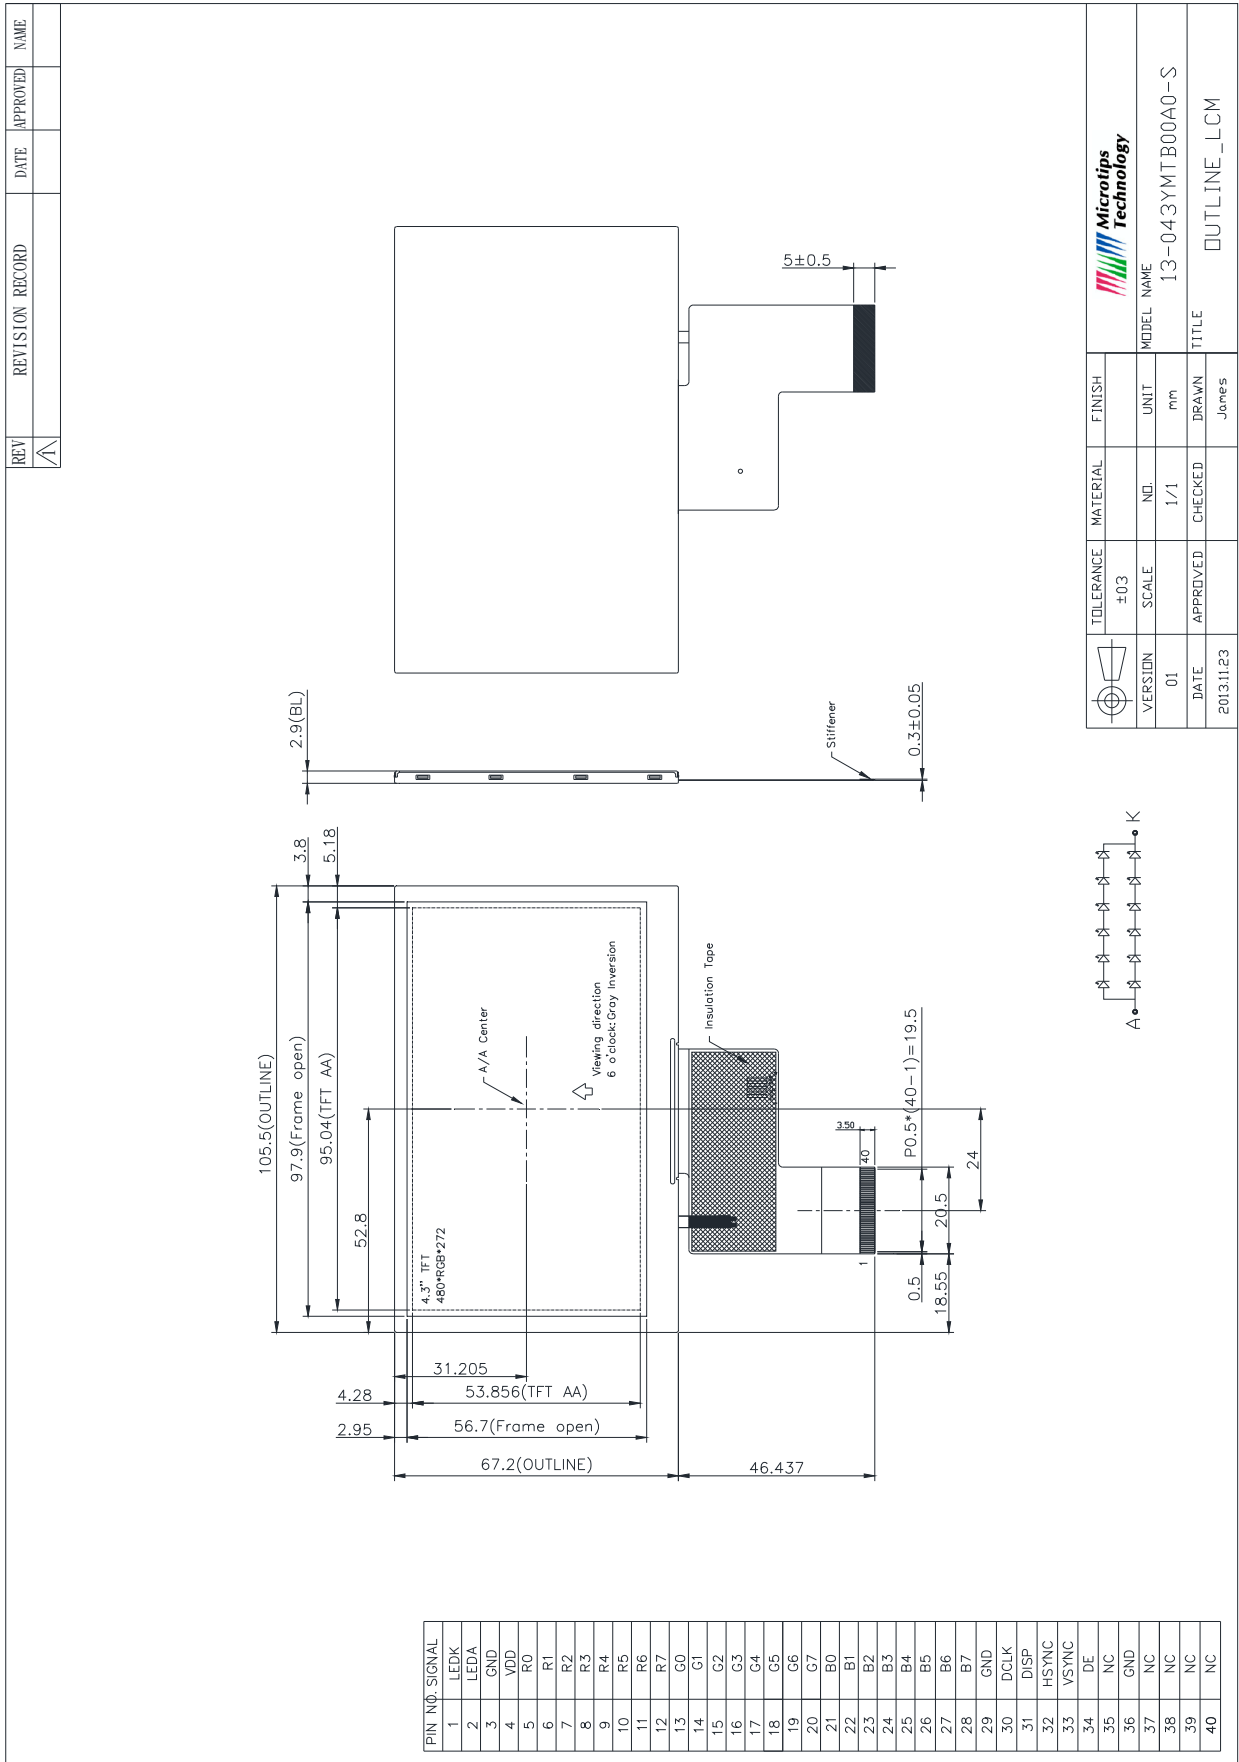 REV REVISION RECORD DATE APPROVED NAME
1
105.5(OUTLINE)
97.9(Frame open)
95.04(TFT AA)
52.8
3.8
5.18
2.9(BL)
4.3" TFT
480*RGB*272
A/A Center
Viewing direction
6 o'clock:Gray Inversion
31.205
4.28
53.856(TFT AA)
2.95
56.7(Frame open)
67.2(OUTLINE)
46.437
Insulation Tape
3.50
1
40
P0.5*(40-1)=19.5
0.5
20.5
18.55
24
Stiffener
0.3±0.05
5±0.5
A
K
PIN NO. SIGNAL
1 LEDK
2 LEDA
3 GND
4 VDD
5 R0
6 R1
7 R2
8 R3
9 R4
10 R5
11 R6
12 R7
13 G0
14 G1
15 G2
16 G3
17 G4
18 G5
19 G6
20 G7
21 B0
22 B1
23 B2
24 B3
25 B4
26 B5
27 B6
28 B7
29 GND
30 DCLK
31 DISP
32 HSYNC
33 VSYNC
34 DE
35 NC
36 GND
37 NC
38 NC
39 NC
40 NC
TOLERANCE MATERIAL FINISH
±03
Microtips
Technology
VERSION SCALE NO. UNIT MODEL NAME
01 1/1 mm 13-043YMTB00A0-S
DATE APPROVED CHECKED DRAWN TITLE
2013.11.23 James OUTLINE_LCM